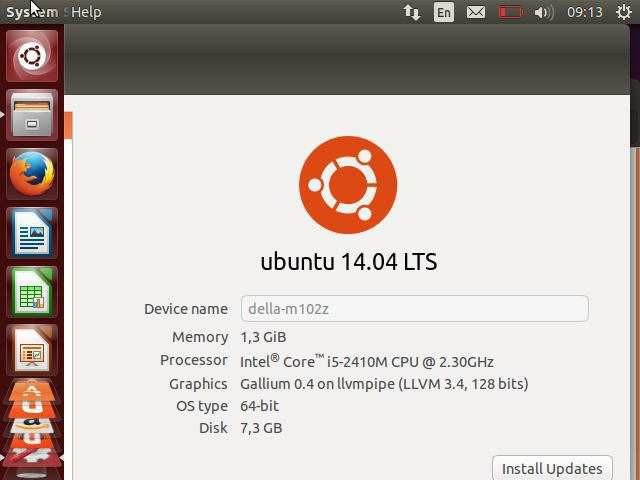 System Help
En
09:13
ubuntu 14.04 LTS
Device name della-m102z
Memory 1,3 GiB
Processor Intel® Core™ i5-2410M CPU @ 2.30GHz
Graphics Gallium 0.4 on llvmpipe (LLVM 3.4, 128 bits)
OS type 64-bit
Disk 7,3 GB
Install Updates